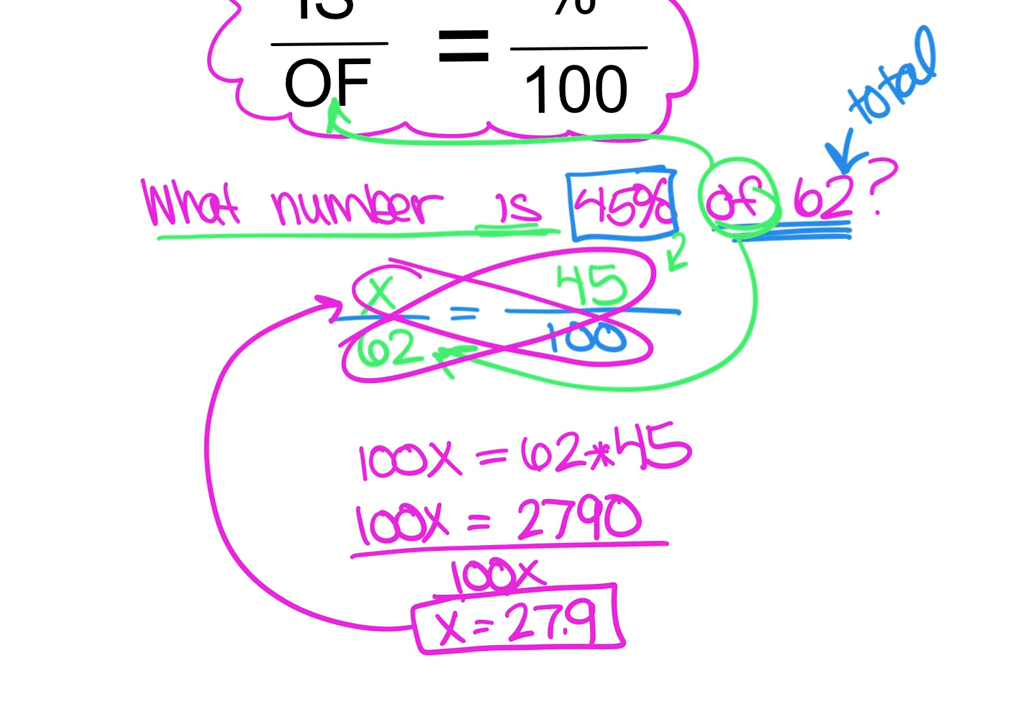 IS %
= 
OF 100
total
What number is 45% of 62?
x = 45
62 100
100x = 62*45
100x = 2790
100x
x = 27.9